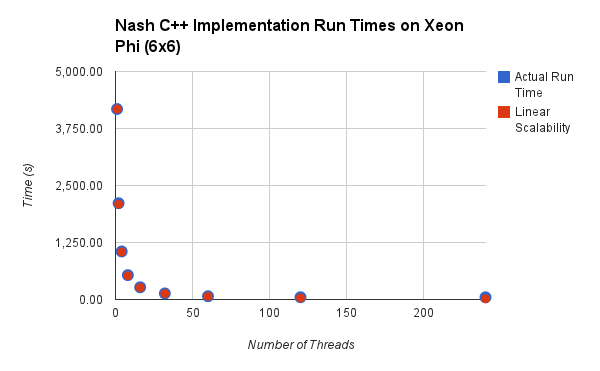 Nash C++ Implementation Run Times on Xeon
Phi (6x6)
5,000.00
3,750.00
2,500.00
1,250.00
0.00
Time (s)
0
50
100
150
200
Number of Threads
Actual Run
Time
Linear
Scalability